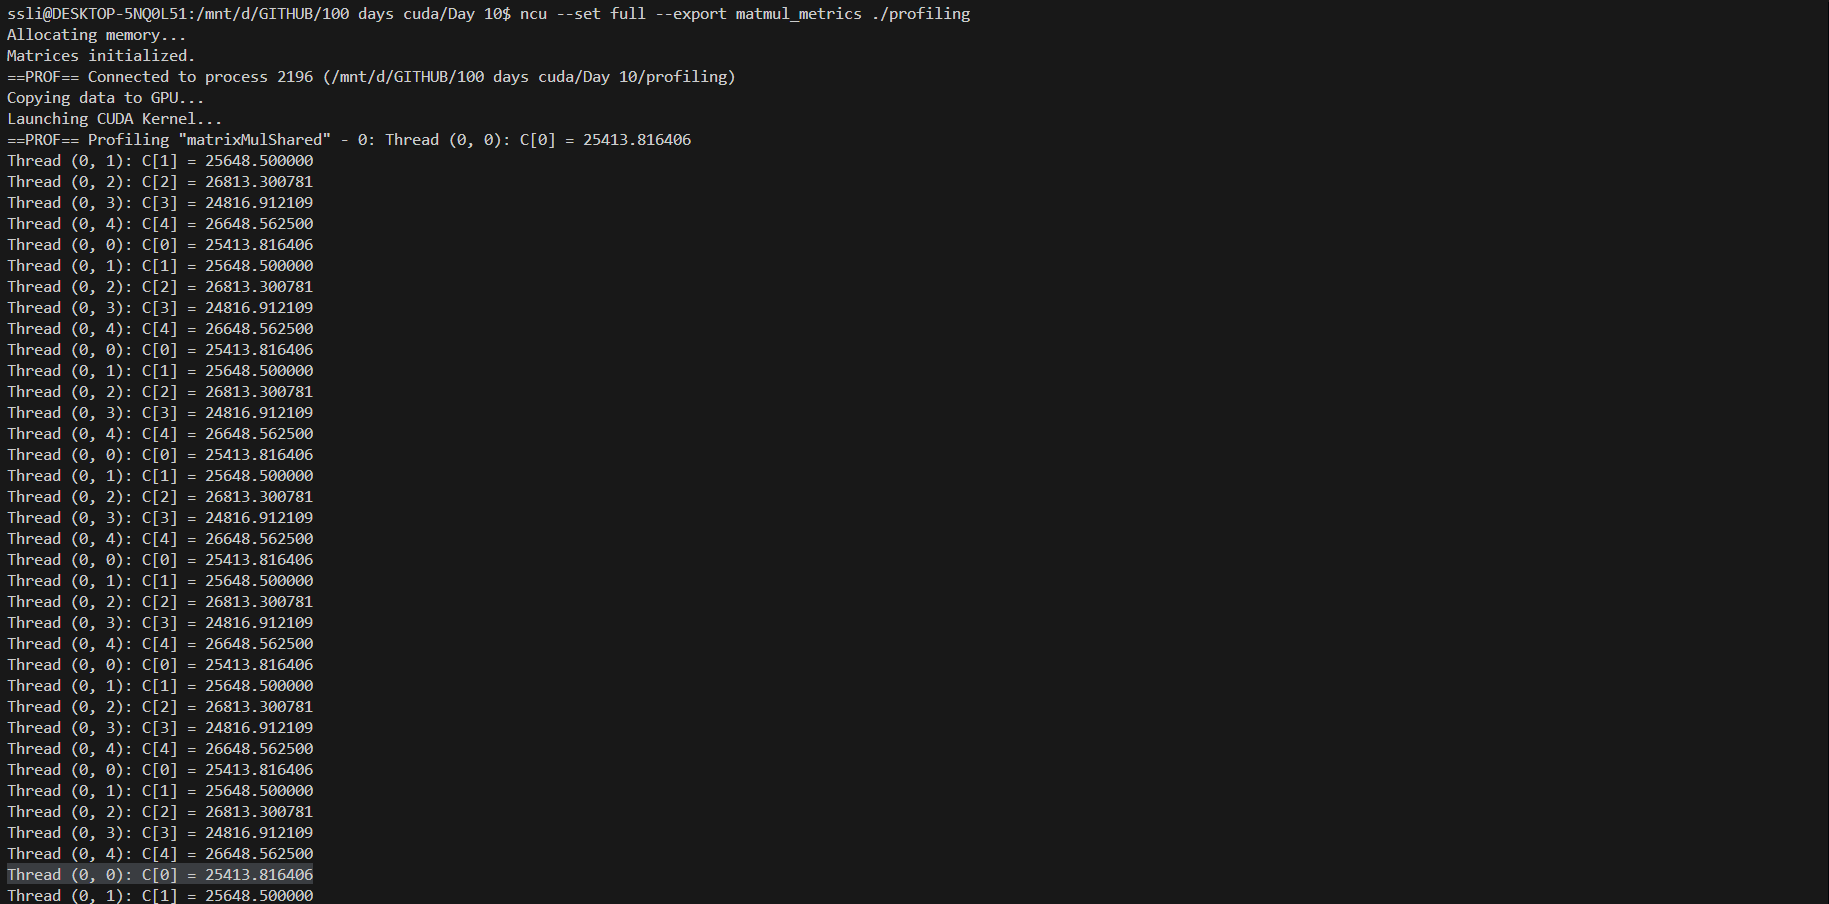 ssli@DESKTOP-5NQ0L51:/mnt/d/GITHUB/100 days cuda/Day 10$ ncu --set full --export matmul_metrics ./profiling
Allocating memory...
Matrices initialized.
==PROF== Connected to process 2196 (/mnt/d/GITHUB/100 days cuda/Day 10/profiling)
Copying data to GPU...
Launching CUDA Kernel...
==PROF== Profiling "matrixMulShared" - 0: Thread (0, 0): C[0] = 25413.816406
Thread (0, 1): C[1] = 25648.500000
Thread (0, 2): C[2] = 26813.300781
Thread (0, 3): C[3] = 24816.912109
Thread (0, 4): C[4] = 26648.562500
Thread (0, 0): C[0] = 25413.816406
Thread (0, 1): C[1] = 25648.500000
Thread (0, 2): C[2] = 26813.300781
Thread (0, 3): C[3] = 24816.912109
Thread (0, 4): C[4] = 26648.562500
Thread (0, 0): C[0] = 25413.816406
Thread (0, 1): C[1] = 25648.500000
Thread (0, 2): C[2] = 26813.300781
Thread (0, 3): C[3] = 24816.912109
Thread (0, 4): C[4] = 26648.562500
Thread (0, 0): C[0] = 25413.816406
Thread (0, 1): C[1] = 25648.500000
Thread (0, 2): C[2] = 26813.300781
Thread (0, 3): C[3] = 24816.912109
Thread (0, 4): C[4] = 26648.562500
Thread (0, 0): C[0] = 25413.816406
Thread (0, 1): C[1] = 25648.500000
Thread (0, 2): C[2] = 26813.300781
Thread (0, 3): C[3] = 24816.912109
Thread (0, 4): C[4] = 26648.562500
Thread (0, 0): C[0] = 25413.816406
Thread (0, 1): C[1] = 25648.500000
Thread (0, 2): C[2] = 26813.300781
Thread (0, 3): C[3] = 24816.912109
Thread (0, 4): C[4] = 26648.562500
Thread (0, 0): C[0] = 25413.816406
Thread (0, 1): C[1] = 25648.500000
Thread (0, 2): C[2] = 26813.300781
Thread (0, 3): C[3] = 24816.912109
Thread (0, 4): C[4] = 26648.562500
Thread (0, 0): C[0] = 25413.816406
Thread (0, 1): C[1] = 25648.500000